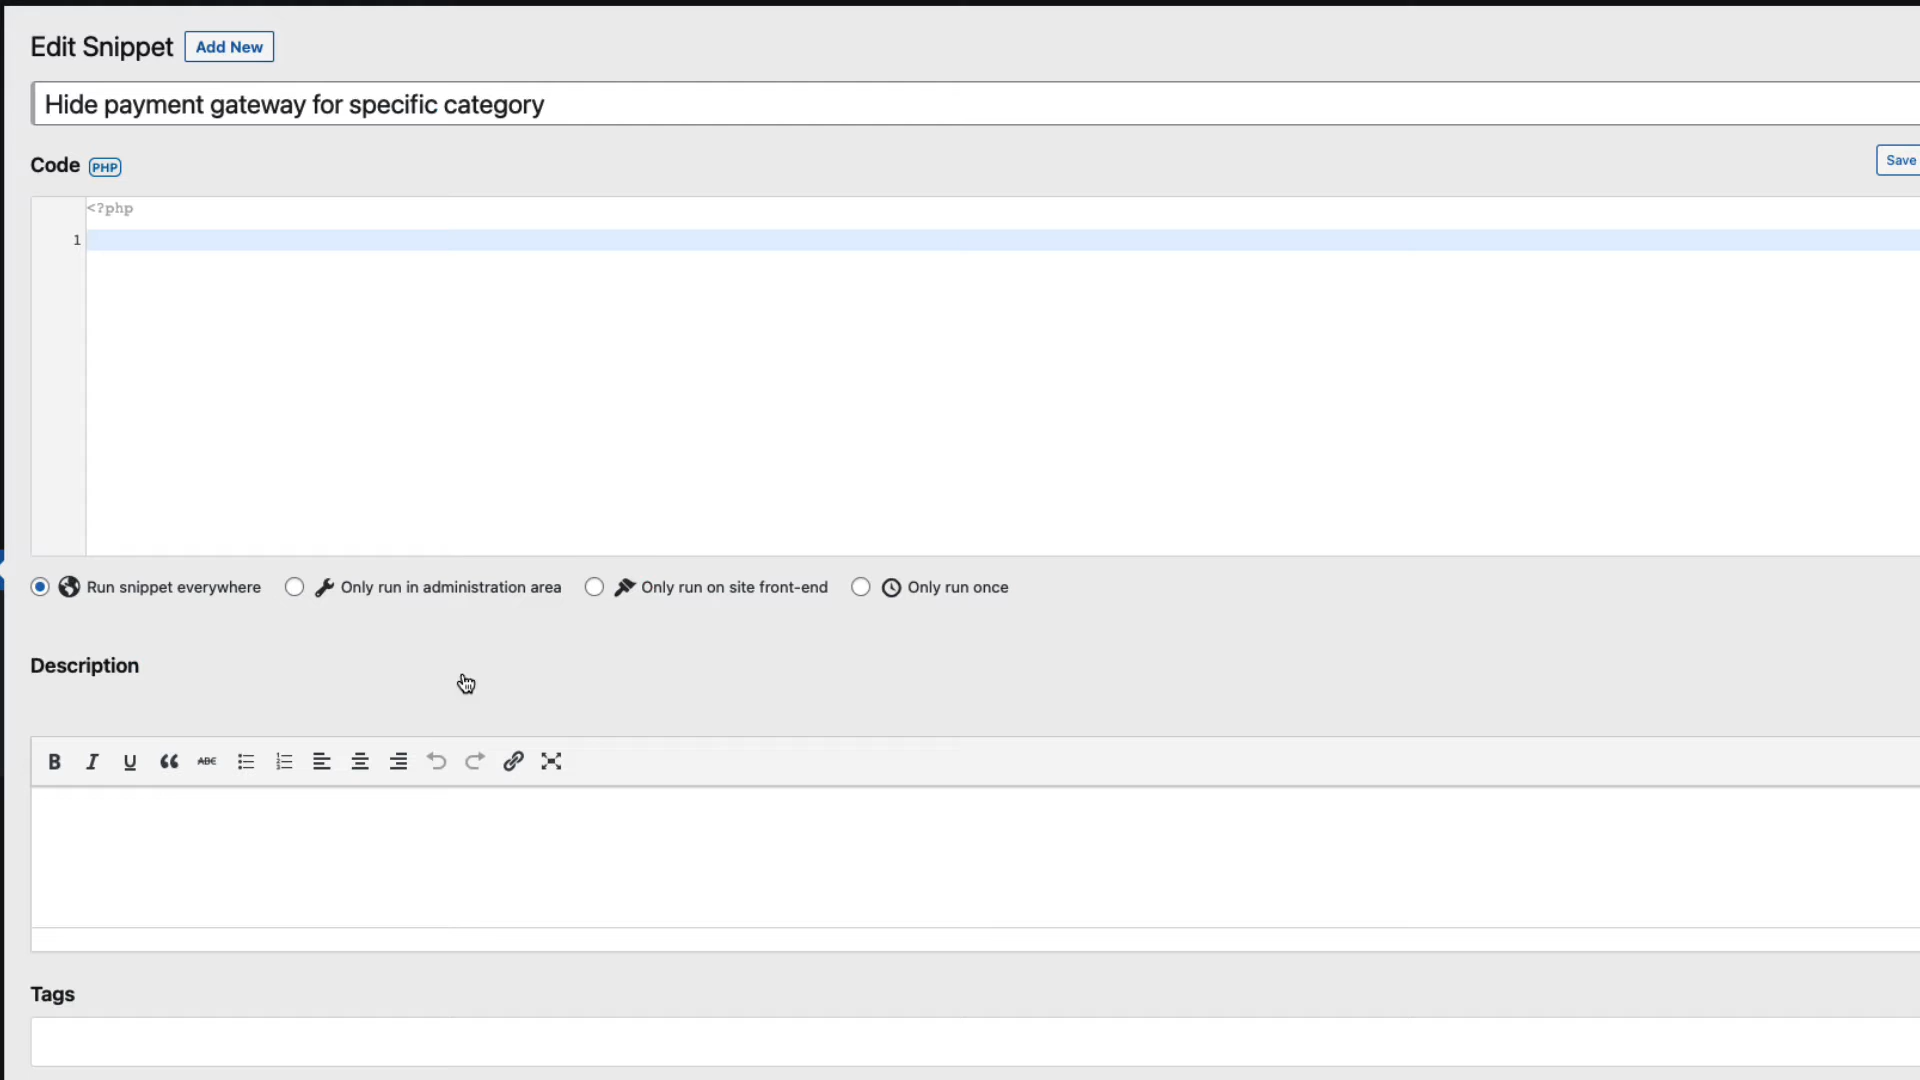 Edit Snippet Add New
Hide payment gateway for specific category
Code PHP
Save
<?php
1
Run snippet everywhere Only run in administration area Only run on site front-end Only run once
Description
B I U “ ABC
Tags